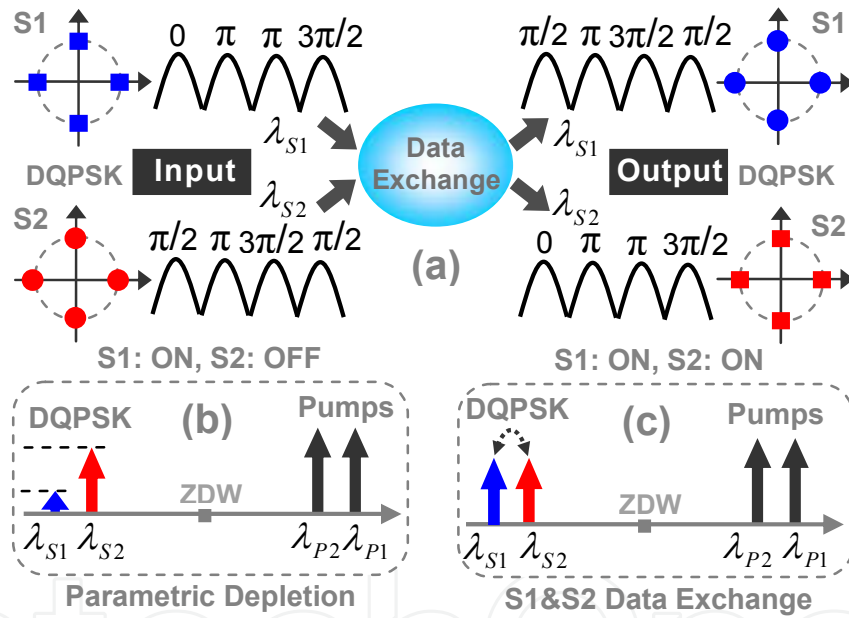 S1
0 π π 3π/2
π/2 π 3π/2 π/2
S1
λS1
Data
Exchange
λS1
DQPSK
Input
Output
DQPSK
λS2
λS2
S2
π/2 π 3π/2 π/2
(a)
0 π π 3π/2
S2
S1: ON, S2: OFF
S1: ON, S2: ON
DQPSK
(b)
Pumps
ZDW
λS1 λS2
λP2 λP1
Parametric Depletion
DQPSK
(c)
Pumps
ZDW
λS1 λS2
λP2 λP1
S1&S2 Data Exchange